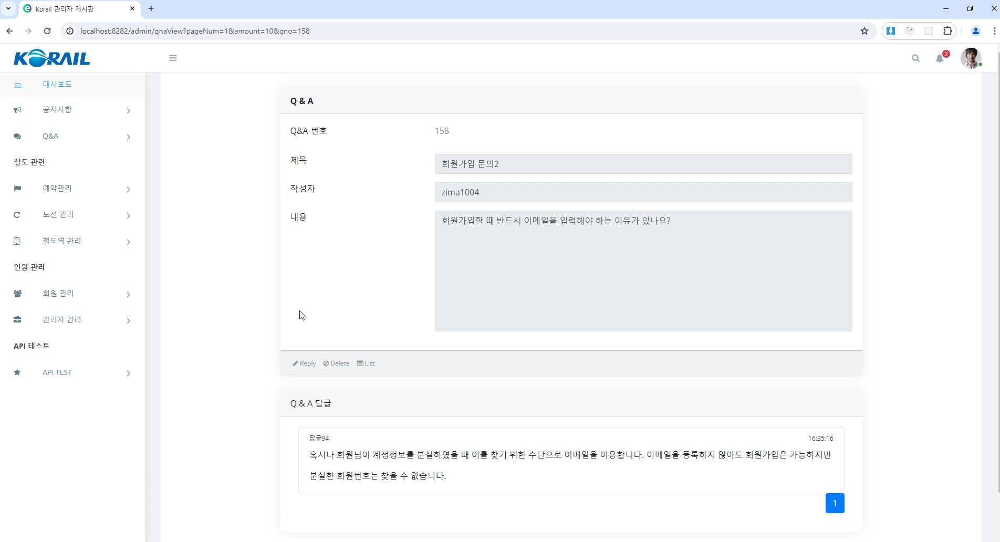 Korail 관리자 게시판
localhost:8282/admin/qnaView?pageNum=1&amount=10&qno=158
KORAIL
2
대시보드
공지사항
Q&A
철도 관련
예약관리
노선 관리
철도역 관리
인원 관리
회원 관리
관리자 관리
API 테스트
API TEST
Q & A
Q&A 번호 158
제목 회원가입 문의2
작성자 zima1004
내용 회원가입할 때 반드시 이메일을 입력해야 하는 이유가 있나요?
Reply Delete List
Q & A 답글
답글94 16:35:16
혹시나 회원님이 계정정보를 분실하였을 때 이를 찾기 위한 수단으로 이메일을 이용합니다. 이메일을 등록하지 않아도 회원가입은 가능하지만
분실한 회원번호는 찾을 수 없습니다.
1